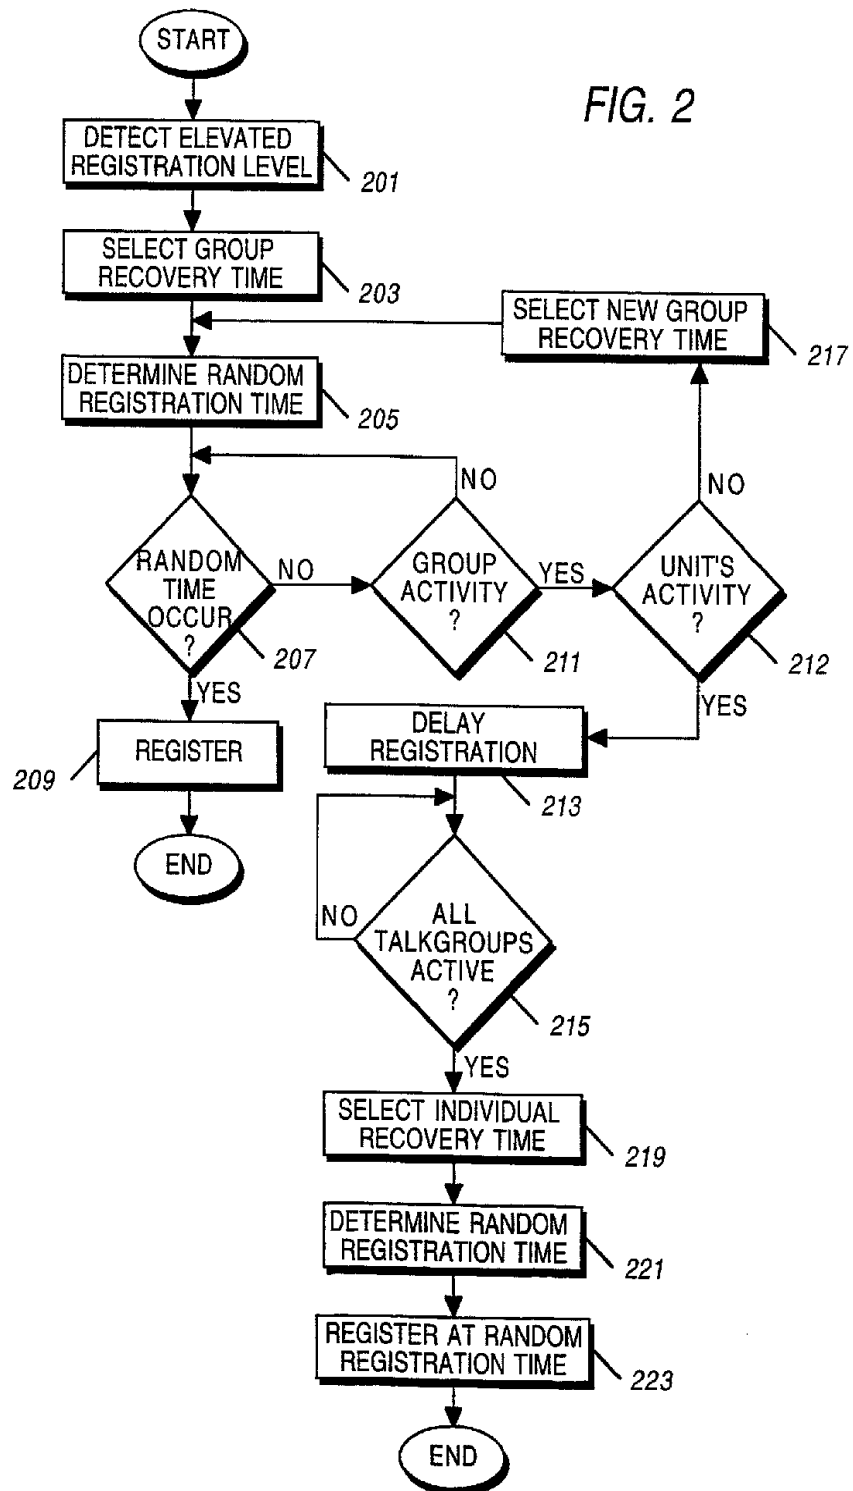 START
FIG. 2
DETECT ELEVATED
REGISTRATION LEVEL
201
SELECT GROUP
RECOVERY TIME
203
SELECT NEW GROUP
RECOVERY TIME
217
DETERMINE RANDOM
REGISTRATION TIME
205
NO
NO
RANDOM
TIME
OCCUR
?
207
NO
GROUP
ACTIVITY
?
211
YES
UNIT'S
ACTIVITY
?
212
YES
YES
REGISTER
209
DELAY
REGISTRATION
213
END
NO
ALL
TALKGROUPS
ACTIVE
?
215
YES
SELECT INDIVIDUAL
RECOVERY TIME
219
DETERMINE RANDOM
REGISTRATION TIME
221
REGISTER AT RANDOM
REGISTRATION TIME
223
END